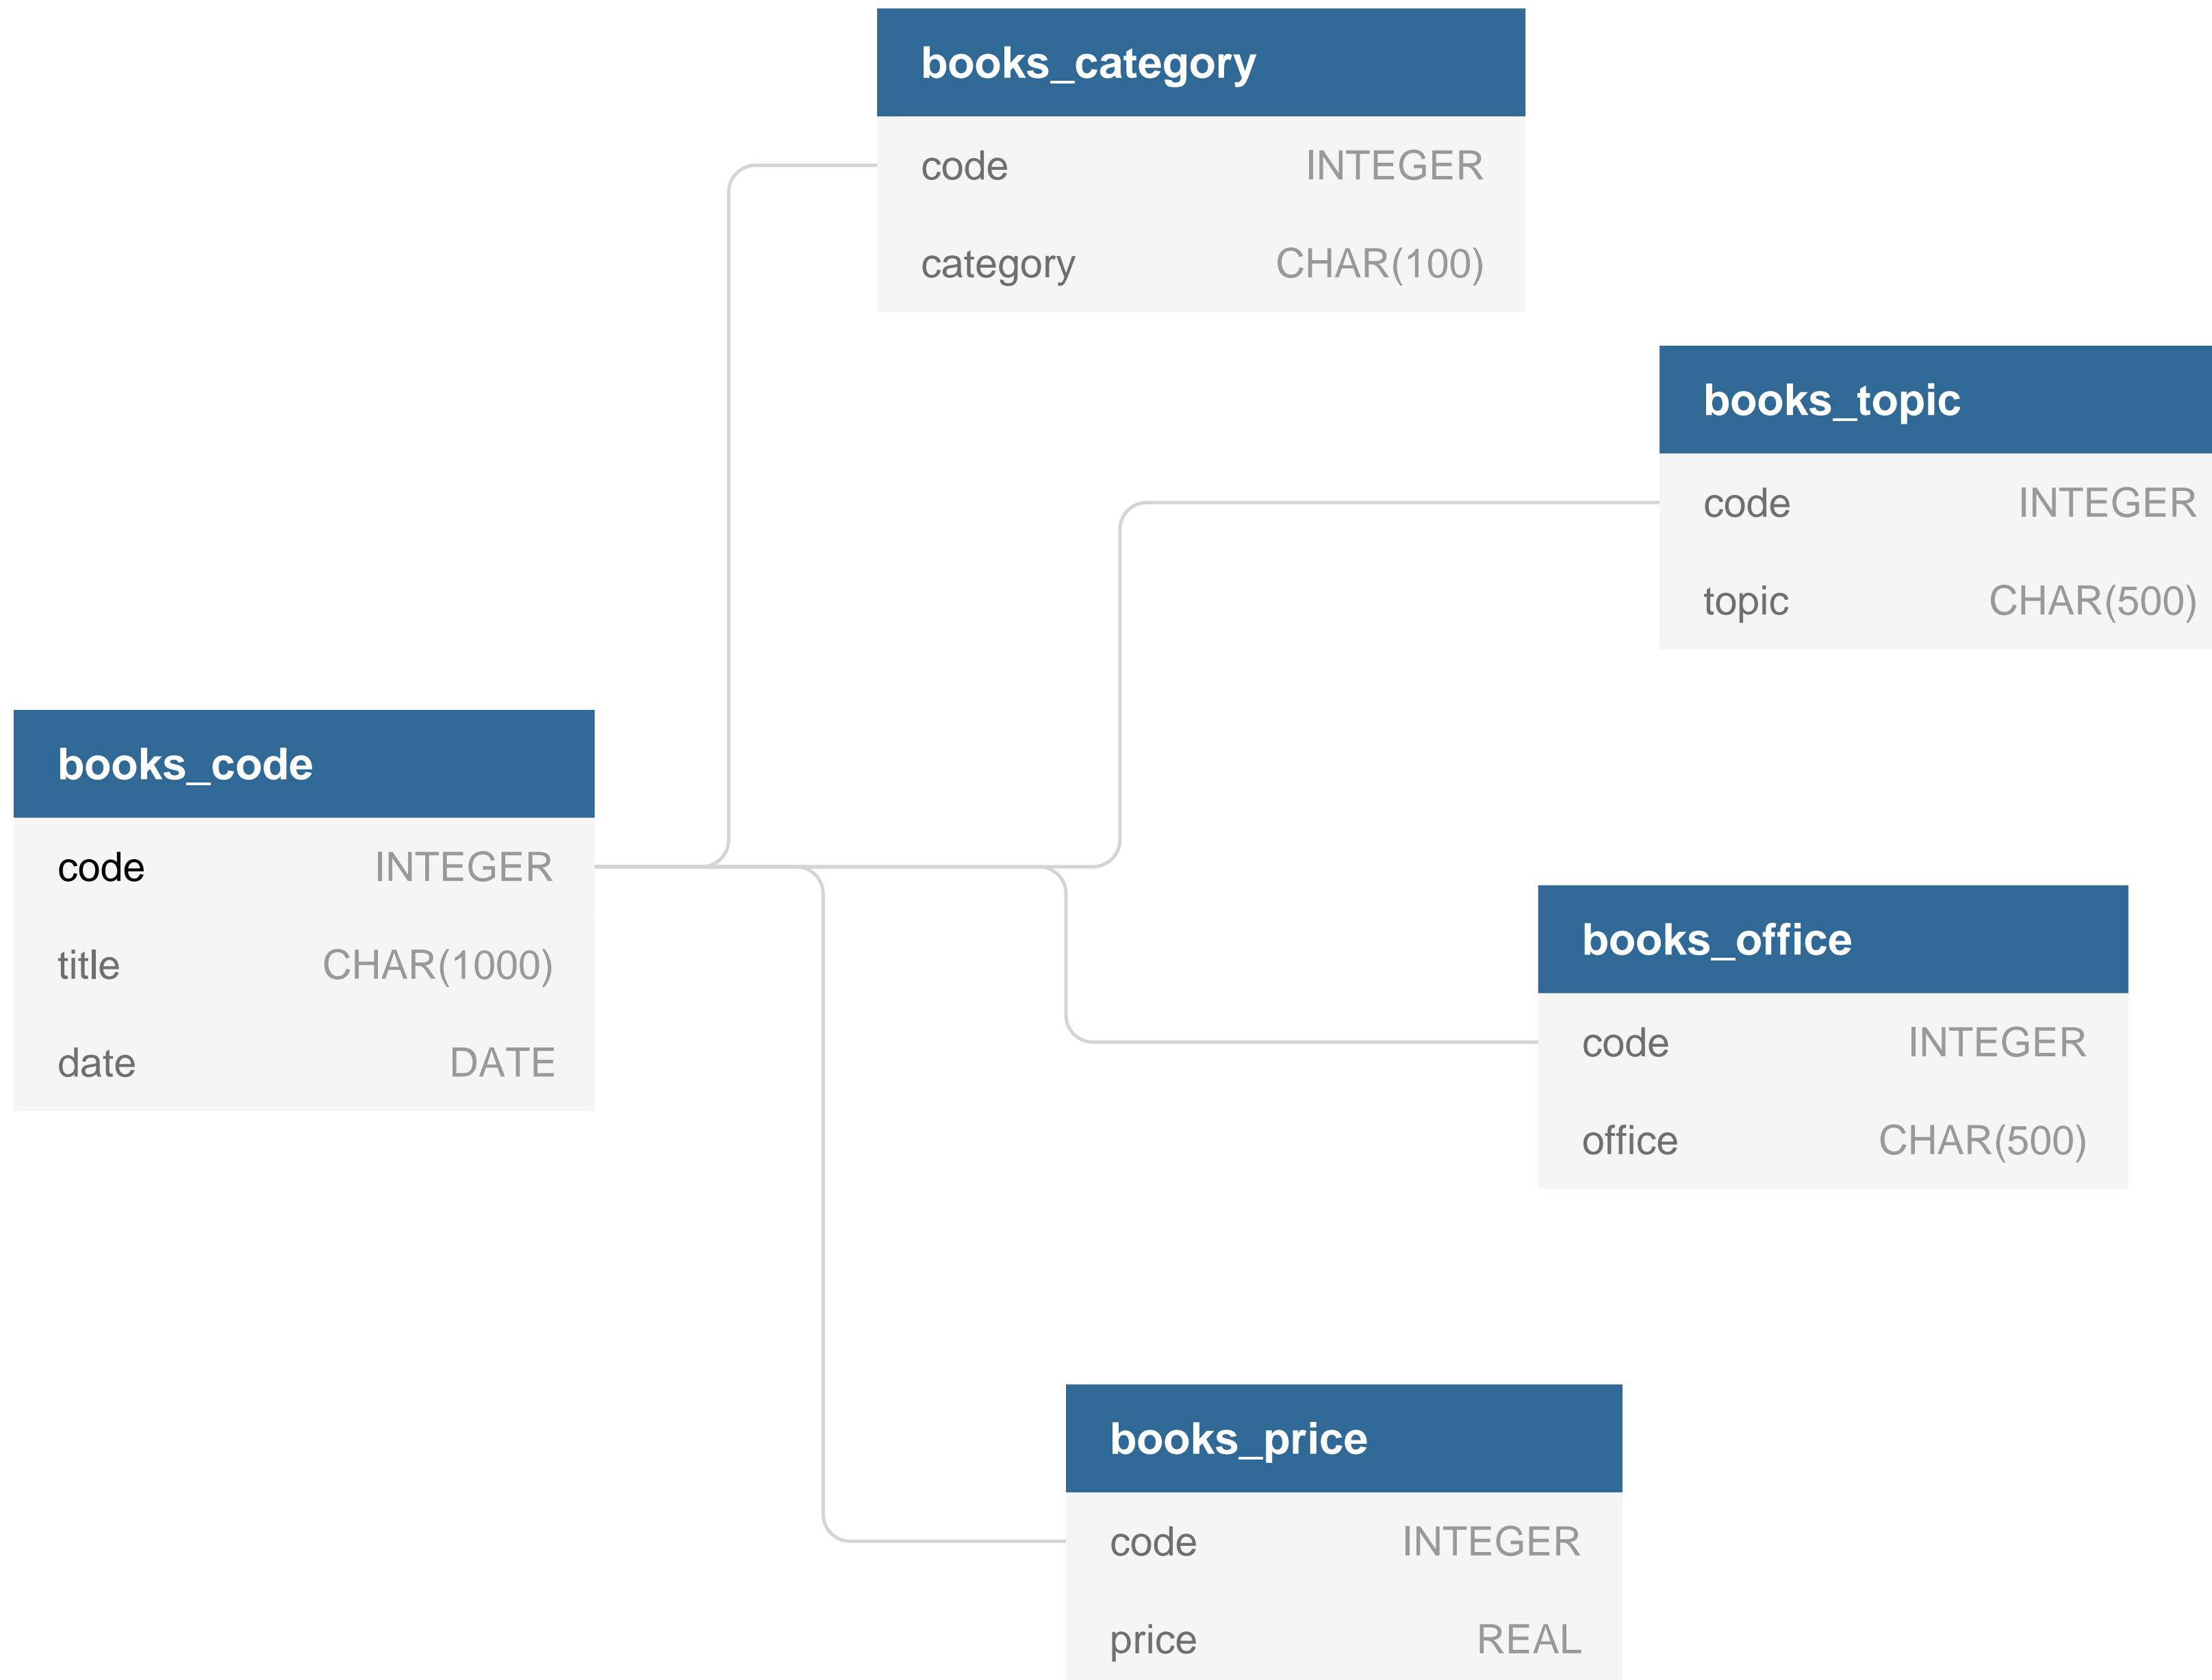 books_category
code INTEGER
category CHAR(100)
books_topic
code INTEGER
topic CHAR(500)
books_code
code INTEGER
title CHAR(1000)
date DATE
books_office
code INTEGER
office CHAR(500)
books_price
code INTEGER
price REAL